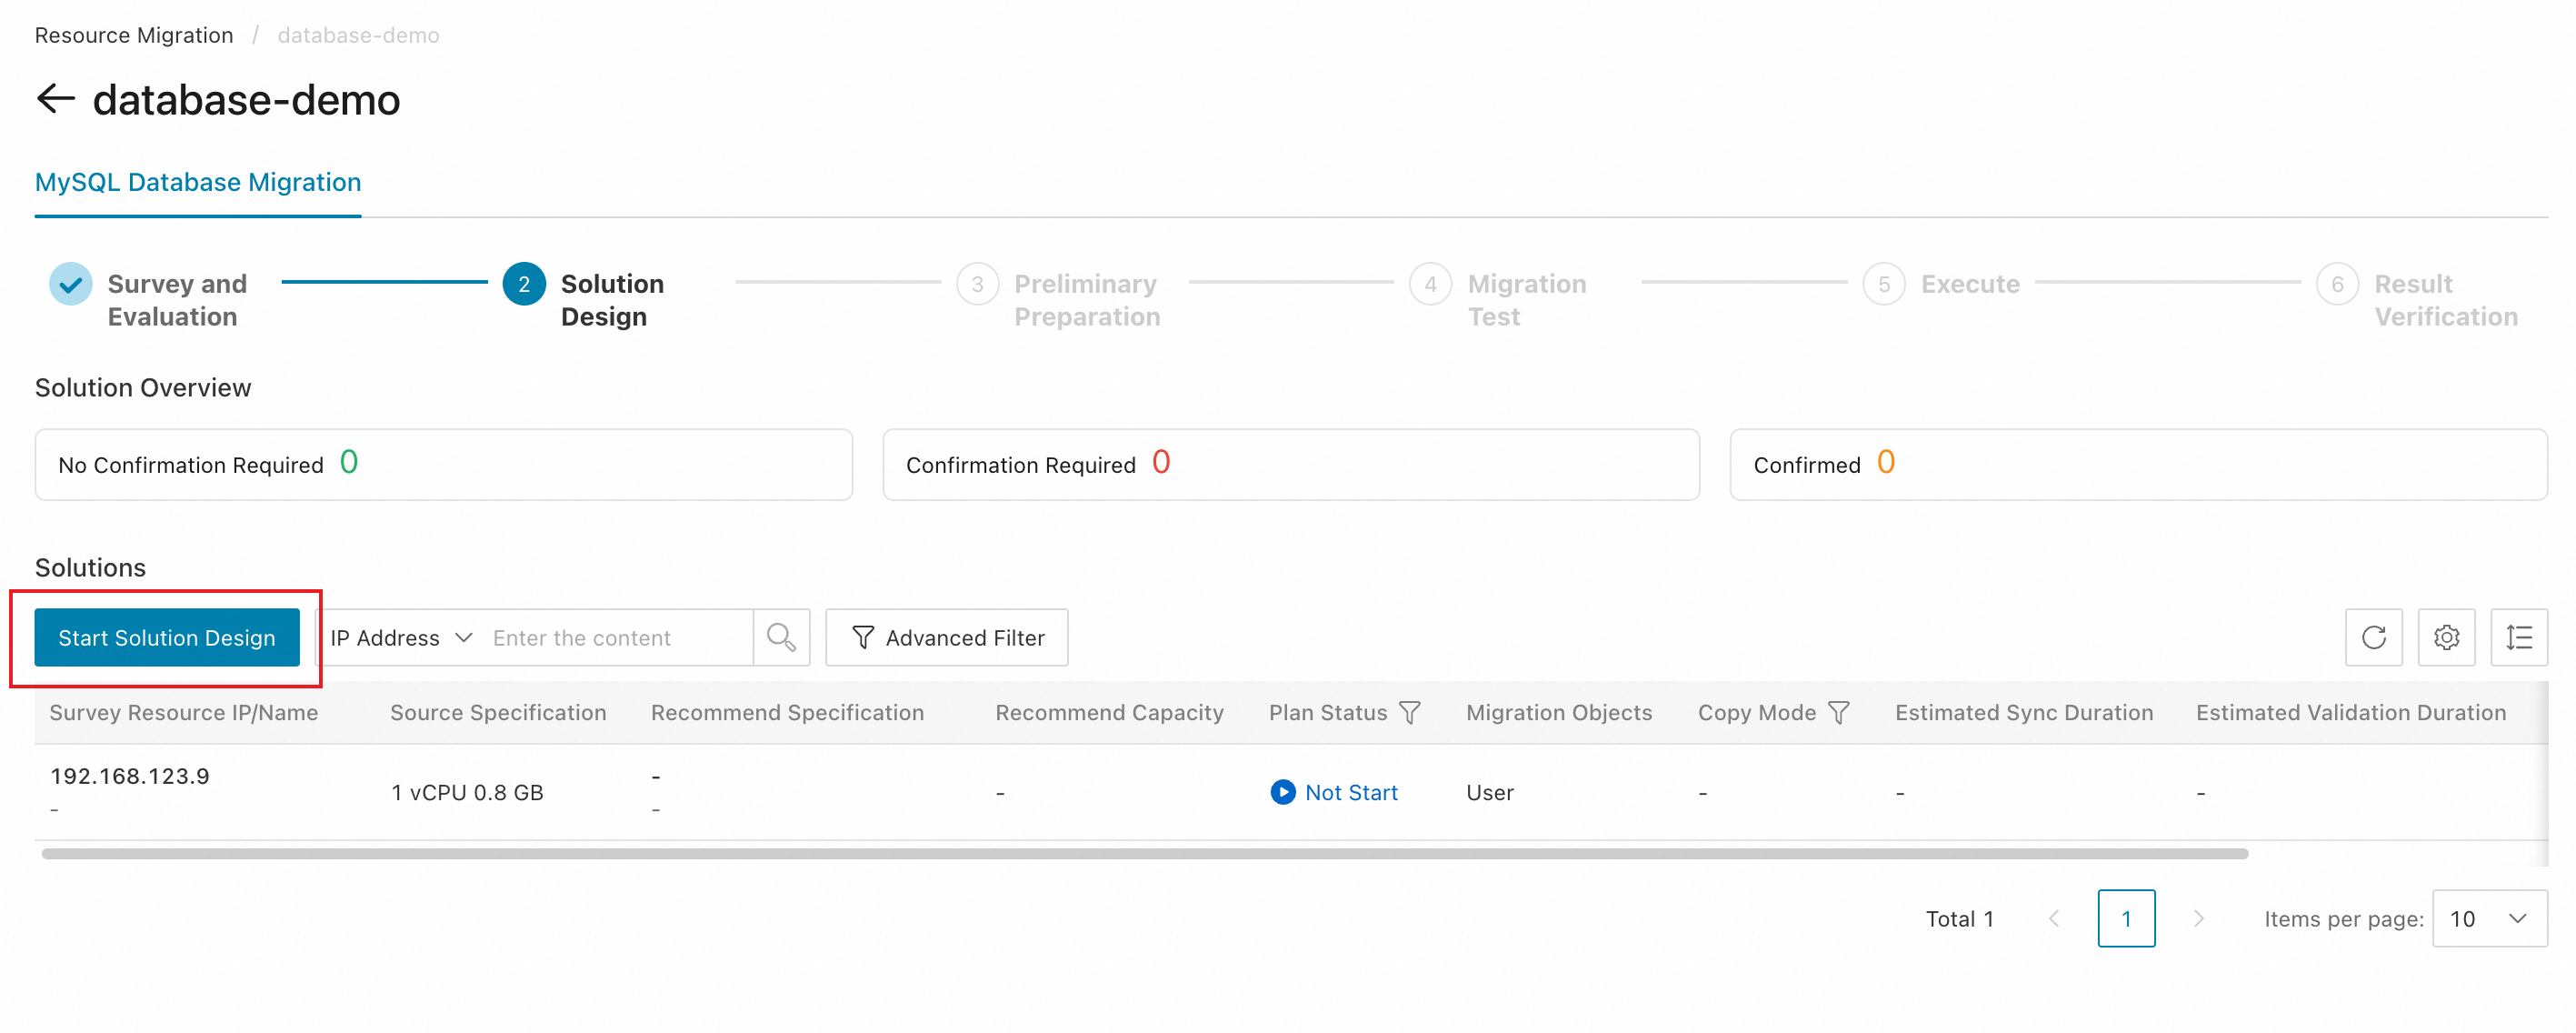 Resource Migration / database-demo
database-demo
MySQL Database Migration
Survey and Evaluation
2 Solution Design
3 Preliminary Preparation
4 Migration Test
5 Execute
6 Result Verification
Solution Overview
No Confirmation Required 0
Confirmation Required 0
Confirmed 0
Solutions
Start Solution Design IP Address Enter the content Advanced Filter
Survey Resource IP/Name Source Specification Recommend Specification Recommend Capacity Plan Status Migration Objects Copy Mode Estimated Sync Duration Estimated Validation Duration
192.168.123.9 -
- 1 vCPU 0.8 GB - - Not Start User - - -
Total 1 1 Items per page: 10